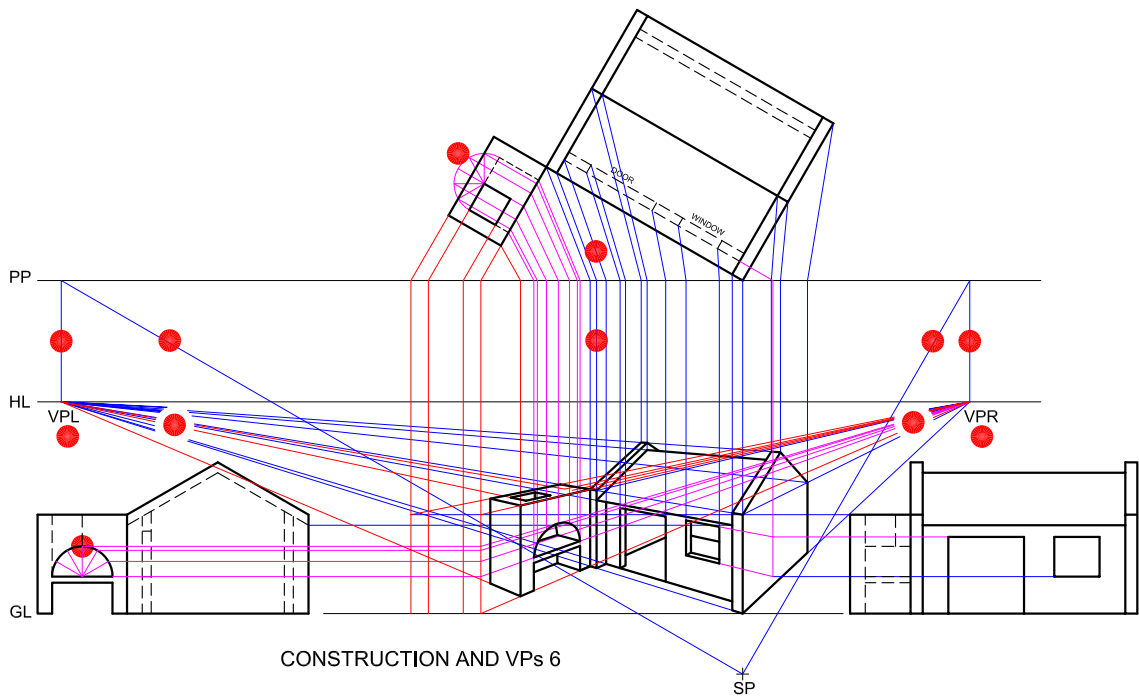 DOOR
WINDOW
PP
HL
VPL
VPR
GL
CONSTRUCTION AND VPs 6
SP